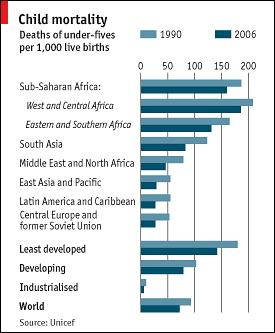 Child mortality
Deaths of under-fives
per 1,000 live births
1990
2006
0 50 100 150 200
Sub-Saharan Africa:
West and Central Africa
Eastern and Southern Africa
South Asia
Middle East and North Africa
East Asia and Pacific
Latin America and Caribbean
Central Europe and
former Soviet Union
Least developed
Developing
Industrialised
World
Source: Unicef